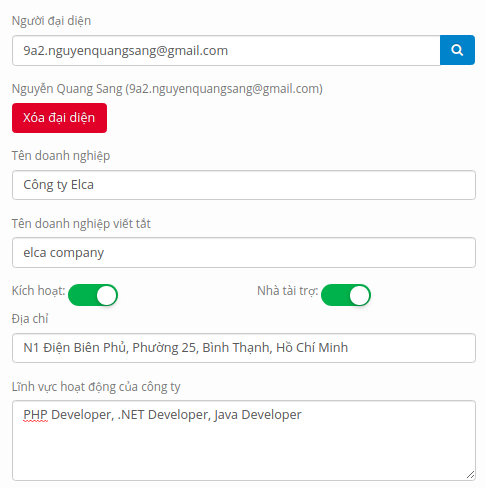 Người đại diện
9a2.nguyenquangsang@gmail.com
Nguyễn Quang Sang (9a2.nguyenquangsang@gmail.com)
Xóa đại diện
Tên doanh nghiệp
Công ty Elca
Tên doanh nghiệp viết tắt
elca company
Kích hoạt: Nhà tài trợ:
Địa chỉ
N1 Điện Biên Phủ, Phường 25, Bình Thạnh, Hồ Chí Minh
Lĩnh vực hoạt động của công ty
PHP Developer, .NET Developer, Java Developer